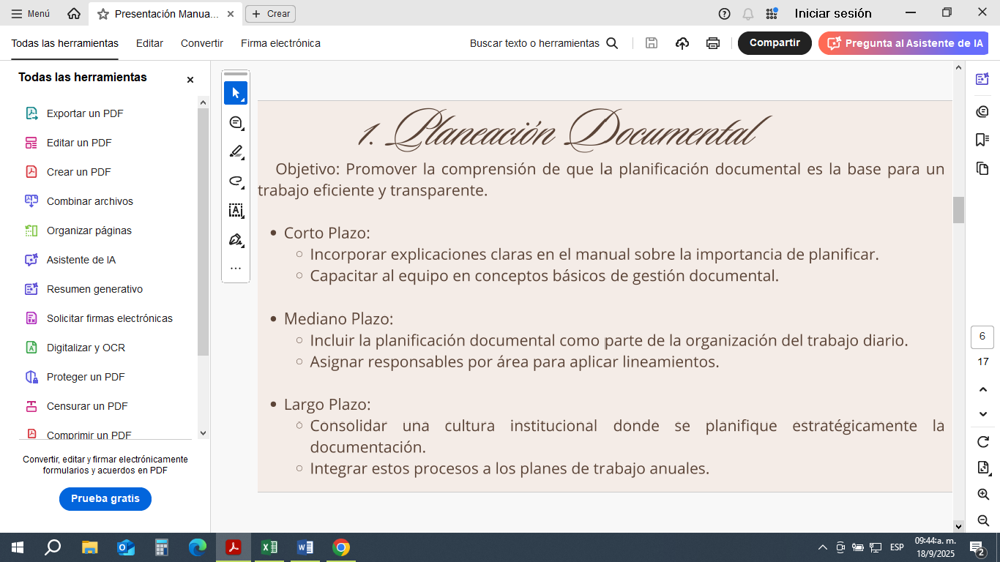 Menú
Presentación Manua...
Crear
Iniciar sesión
Todas las herramientas
Editar
Convertir
Firma electrónica
Buscar texto o herramientas
Compartir
Pregunta al Asistente de IA
Todas las herramientas
Exportar un PDF
Editar un PDF
Crear un PDF
Combinar archivos
Organizar páginas
Asistente de IA
Resumen generativo
Solicitar firmas electrónicas
Digitalizar y OCR
Proteger un PDF
Censurar un PDF
Comprimir un PDF
Convertir, editar y firmar electrónicamente
formularios y acuerdos en PDF
Prueba gratis
1. Planeación Documental
Objetivo: Promover la comprensión de que la planificación documental es la base para un
trabajo eficiente y transparente.
Corto Plazo:
Incorporar explicaciones claras en el manual sobre la importancia de planificar.
Capacitar al equipo en conceptos básicos de gestión documental.
Mediano Plazo:
Incluir la planificación documental como parte de la organización del trabajo diario.
Asignar responsables por área para aplicar lineamientos.
Largo Plazo:
Consolidar una cultura institucional donde se planifique estratégicamente la
documentación.
Integrar estos procesos a los planes de trabajo anuales.
6
17
ESP
09:44:a. m.
18/9/2025
2